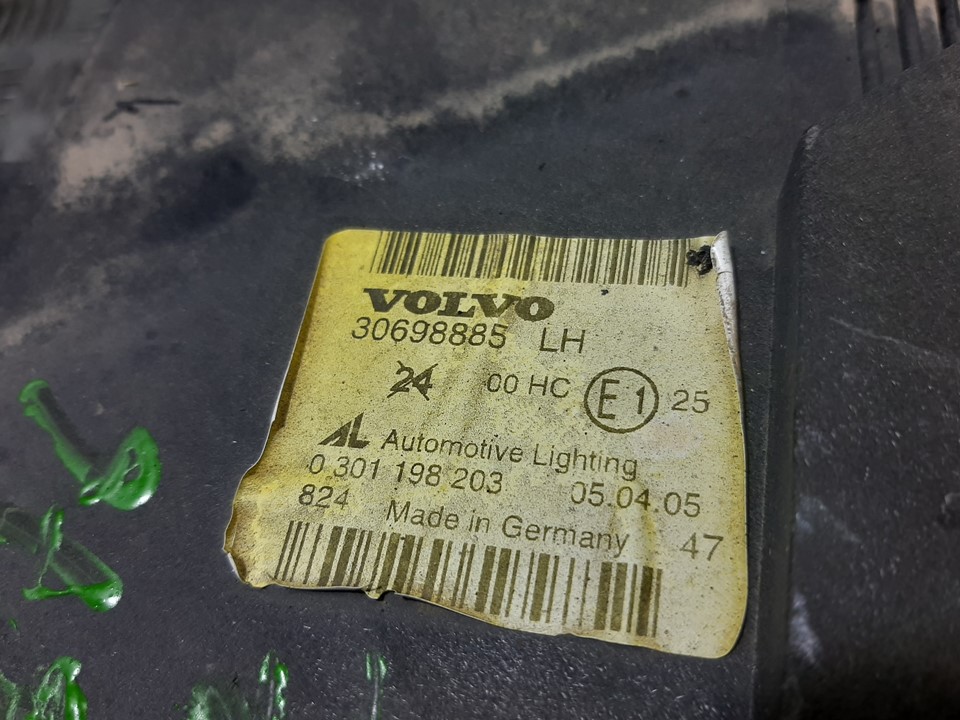 VOLVO
30698885 LH
24 00 HC E1 25
AL Automotive Lighting
0 301 198 203 05.04.05
824 Made in Germany 47